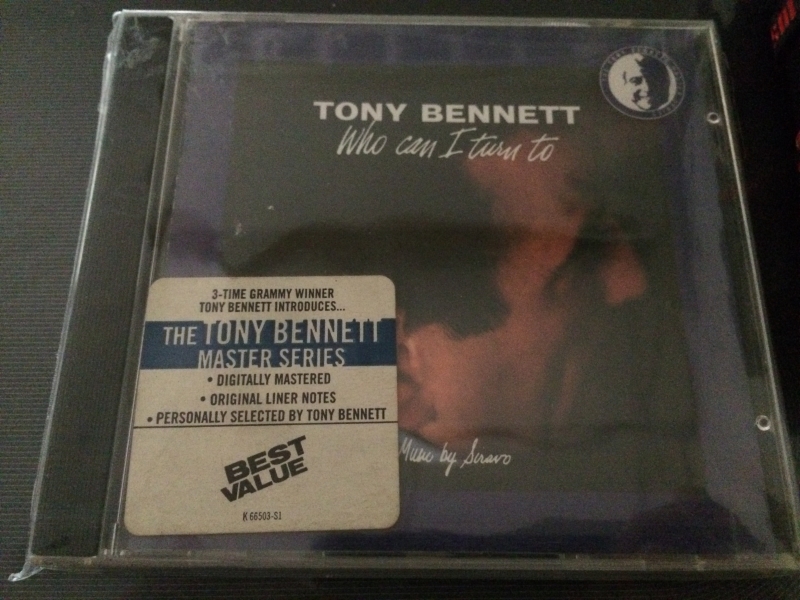 TONY BENNETT
Who can I turn to
3-TIME GRAMMY WINNER
TONY BENNETT INTRODUCES...
THE TONY BENNETT
MASTER SERIES
• DIGITALLY MASTERED
• ORIGINAL LINER NOTES
• PERSONALLY SELECTED BY TONY BENNETT
BEST
VALUE
K 66503-S1
Music by Scravo